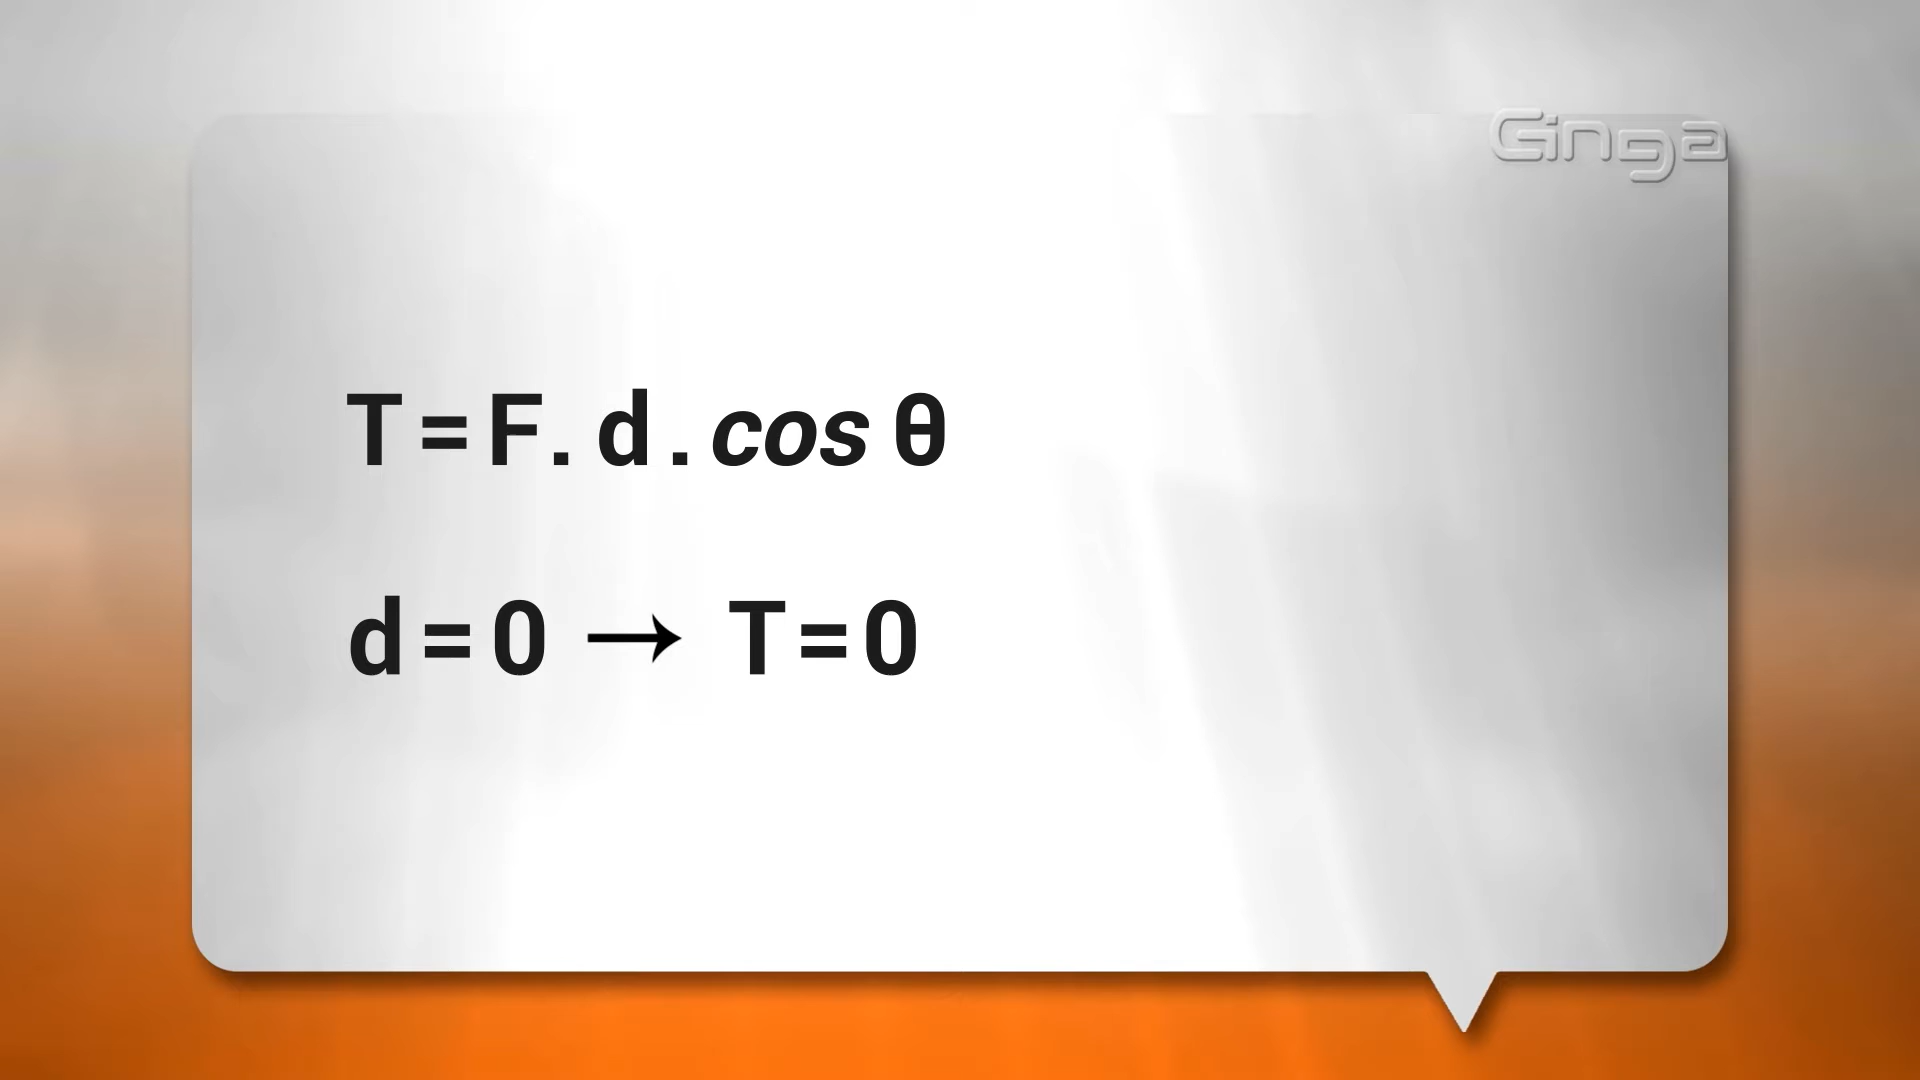 Ginga
T = F. d . cos θ
d = 0 → T = 0